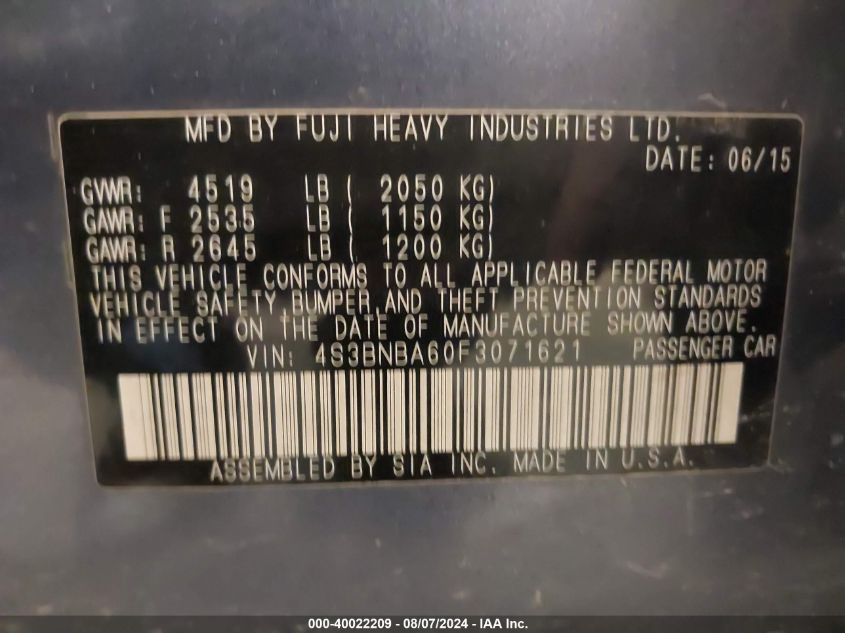 MFD BY FUJI HEAVY INDUSTRIES LTD.
DATE: 06/15
GVWR: 4519 LB ( 2050 KG)
GAWR: F 2535 LB ( 1150 KG)
GAWR: R 2645 LB ( 1200 KG)
THIS VEHICLE CONFORMS TO ALL APPLICABLE FEDERAL MOTOR
VEHICLE SAFETY BUMPER AND THEFT PREVENTION STANDARDS
IN EFFECT ON THE DATE OF MANUFACTURE SHOWN ABOVE.
VIN: 4S3BNBA60F3071621 PASSENGER CAR
ASSEMBLED BY SIA INC. MADE IN U.S.A.
000-40022209 - 08/07/2024 - IAA Inc.